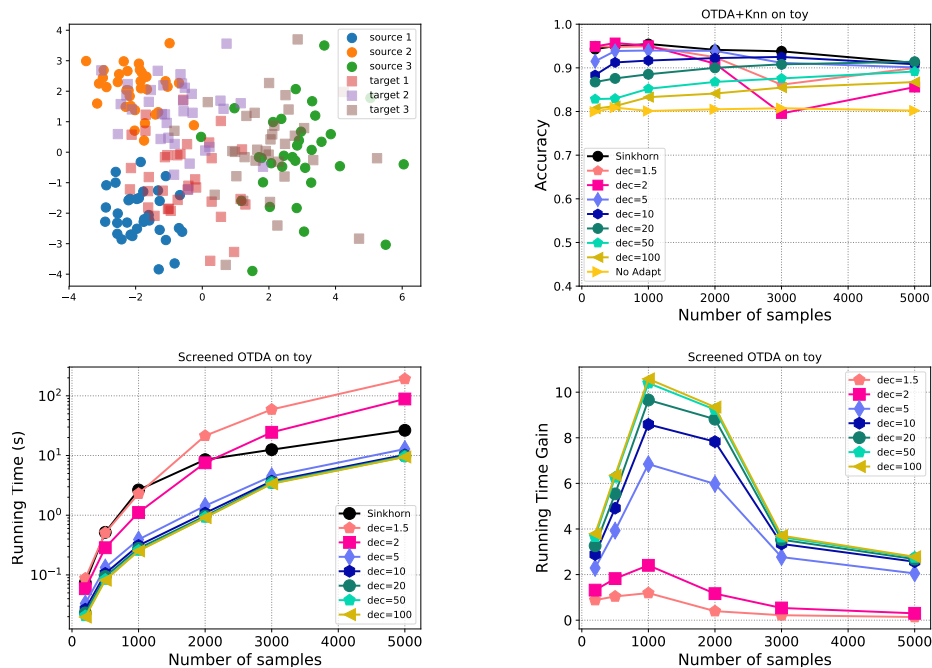 source 1
source 2
source 3
target 1
target 2
target 3
4
3
2
1
0
−1
−2
−3
−4
−4
−2
0
2
4
6
OTDA+Knn on toy
Accuracy
1.0
0.9
0.8
0.7
0.6
0.5
0.4
Sinkhorn
dec=1.5
dec=2
dec=5
dec=10
dec=20
dec=50
dec=100
No Adapt
0
1000
2000
3000
4000
5000
Number of samples
Screened OTDA on toy
Running Time (s)
10²
10¹
10⁰
10⁻¹
Sinkhorn
dec=1.5
dec=2
dec=5
dec=10
dec=20
dec=50
dec=100
0
1000
2000
3000
4000
5000
Number of samples
Screened OTDA on toy
Running Time Gain
10
8
6
4
2
0
dec=1.5
dec=2
dec=5
dec=10
dec=20
dec=50
dec=100
0
1000
2000
3000
4000
5000
Number of samples